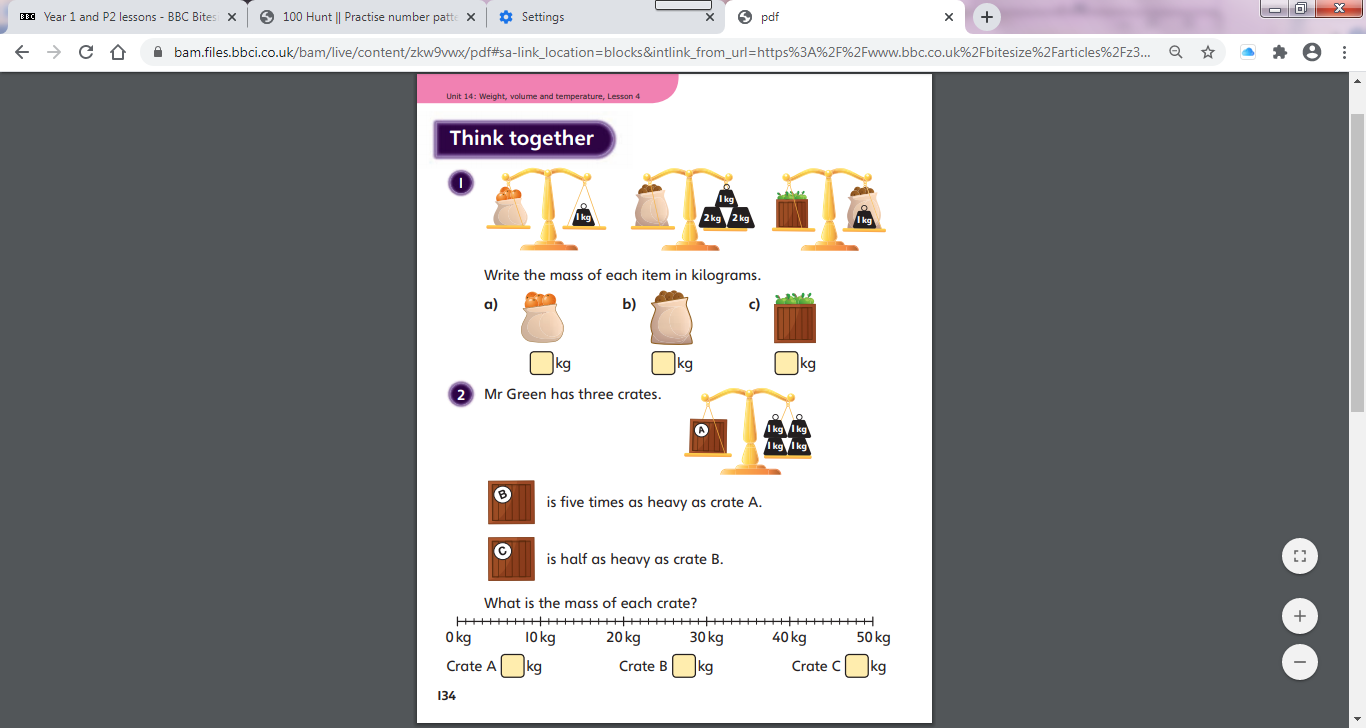 BBC Year 1 and P2 lessons - BBC Bites
100 Hunt || Practise number patt
Settings
pdf
bam.files.bbci.co.uk/bam/live/content/zkw9vwx/pdf#sa-link_location=blocks&intlink_from_url=https%3A%2F%2Fwww.bbc.co.uk%2Fbitesize%2Farticles%2Fz3...
Unit 14: Weight, volume and temperature, Lesson 4
Think together
1
1 kg
1 kg
2 kg 2 kg
1 kg
Write the mass of each item in kilograms.
a) b) c)
kg kg kg
2 Mr Green has three crates.
A
1 kg 1 kg
1 kg 1 kg
B is five times as heavy as crate A.
C is half as heavy as crate B.
What is the mass of each crate?
0 kg 10 kg 20 kg 30 kg 40 kg 50 kg
Crate A kg Crate B kg Crate C kg
134